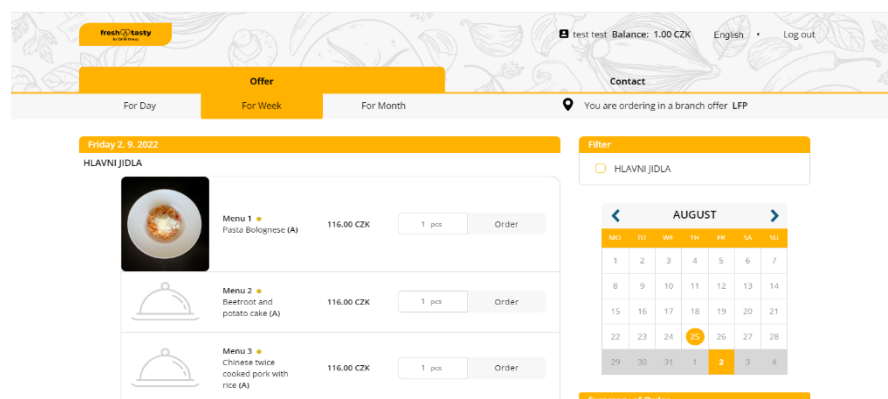 fresh tasty
test test Balance: 1.00 CZK English Log out
Offer Contact
For Day For Week For Month You are ordering in a branch offer LFP
Friday 2. 9. 2022
HLAVNI JIDLA
Menu 1
Pasta Bolognese (A)
116.00 CZK 1 pcs Order
Menu 2
Beetroot and
potato cake (A)
116.00 CZK 1 pcs Order
Menu 3
Chinese twice
cooked pork with
rice (A)
116.00 CZK 1 pcs Order
Filter
HLAVNI JIDLA
AUGUST
MO TU WE TH FR SA SU
1 2 3 4 5 6 7
8 9 10 11 12 13 14
15 16 17 18 19 20 21
22 23 24 25 26 27 28
29 30 31 1 2 3 4